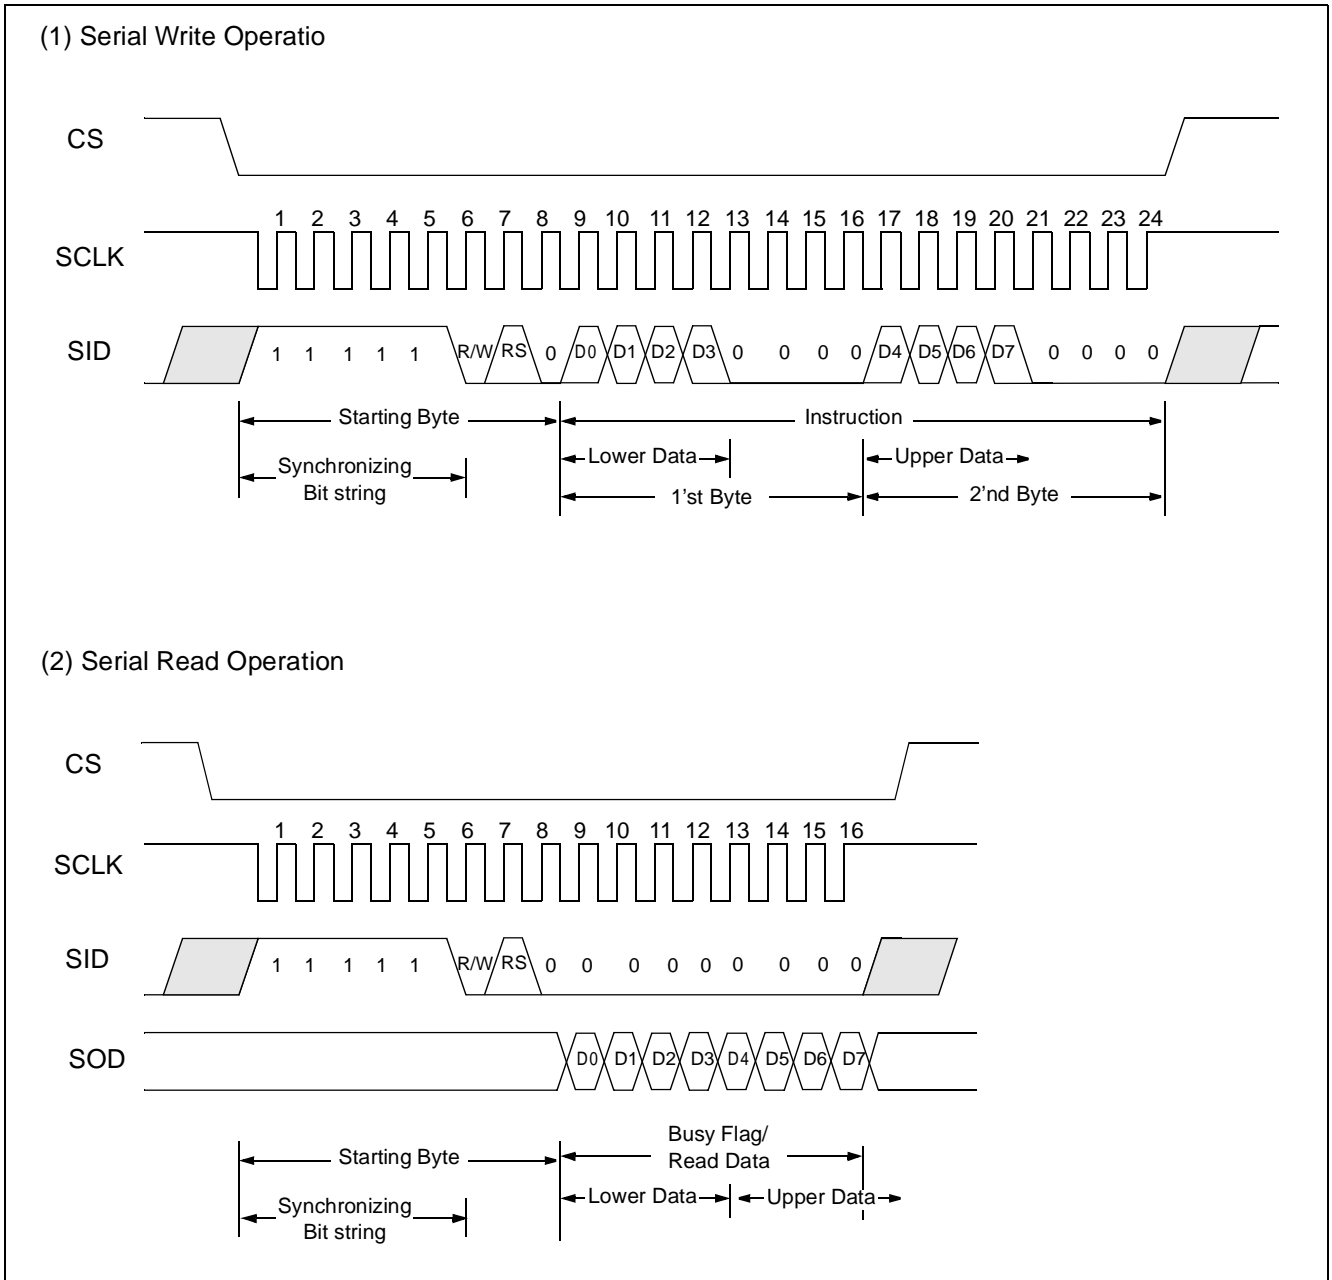 (1) Serial Write Operatio
CS
1 2 3 4 5 6 7 8 9 10 11 12 13 14 15 16 17 18 19 20 21 22 23 24
SCLK
SID 1 1 1 1 1 R/W RS 0 D0 D1 D2 D3 0 0 0 0 D4 D5 D6 D7 0 0 0 0
Starting Byte Instruction
Synchronizing
Bit string
Lower Data Upper Data
1'st Byte 2'nd Byte
(2) Serial Read Operation
CS
1 2 3 4 5 6 7 8 9 10 11 12 13 14 15 16
SCLK
SID 1 1 1 1 1 R/W RS 0 0 0 0 0 0 0 0 0
SOD D0 D1 D2 D3 D4 D5 D6 D7
Starting Byte
Busy Flag/
Read Data
Synchronizing
Bit string
Lower Data Upper Data